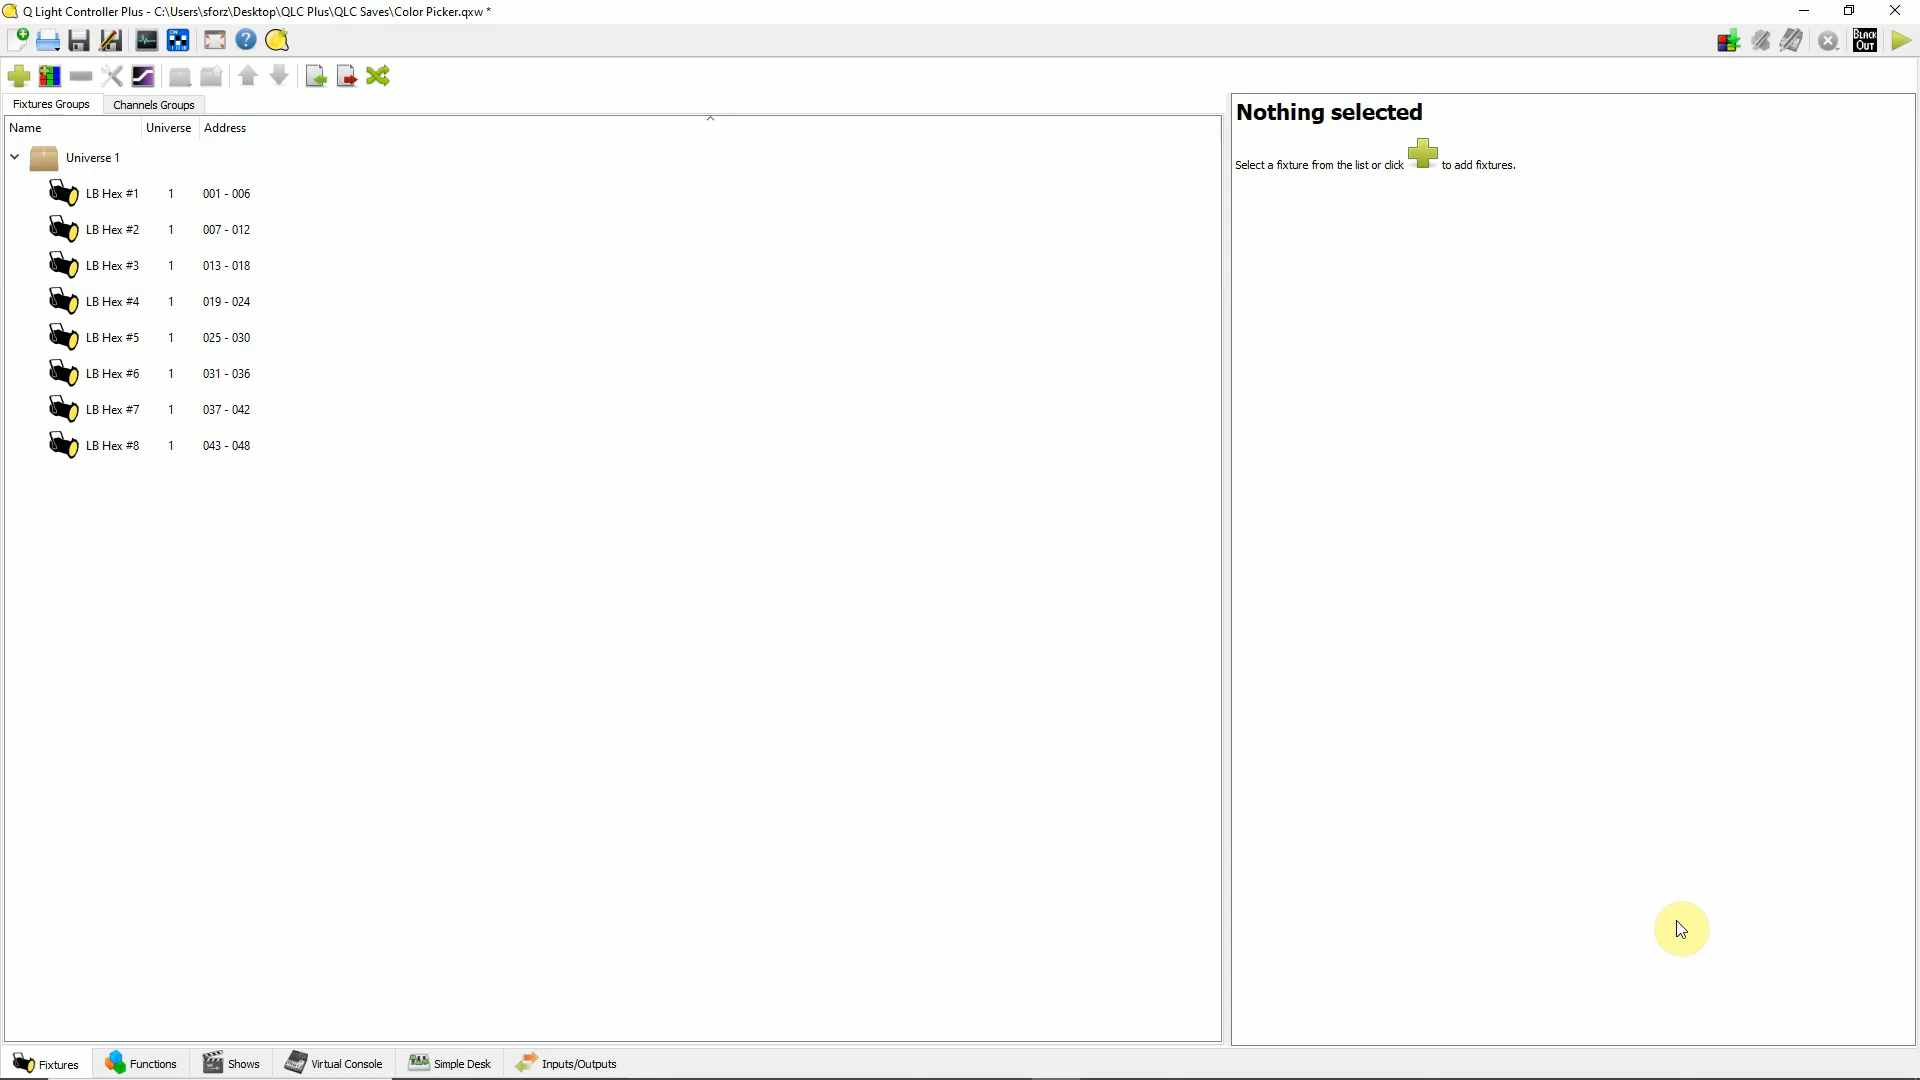 Q Light Controller Plus - C:\Users\sforz\Desktop\QLC Plus\QLC Saves\Color Picker.qxw *
ON
BLACK
OUT
Fixtures Groups
Channels Groups
Name
Universe
Address
Universe 1
LB Hex #1 1 001 - 006
LB Hex #2 1 007 - 012
LB Hex #3 1 013 - 018
LB Hex #4 1 019 - 024
LB Hex #5 1 025 - 030
LB Hex #6 1 031 - 036
LB Hex #7 1 037 - 042
LB Hex #8 1 043 - 048
Nothing selected
Select a fixture from the list or click to add fixtures.
Fixtures
Functions
Shows
Virtual Console
Simple Desk
Inputs/Outputs